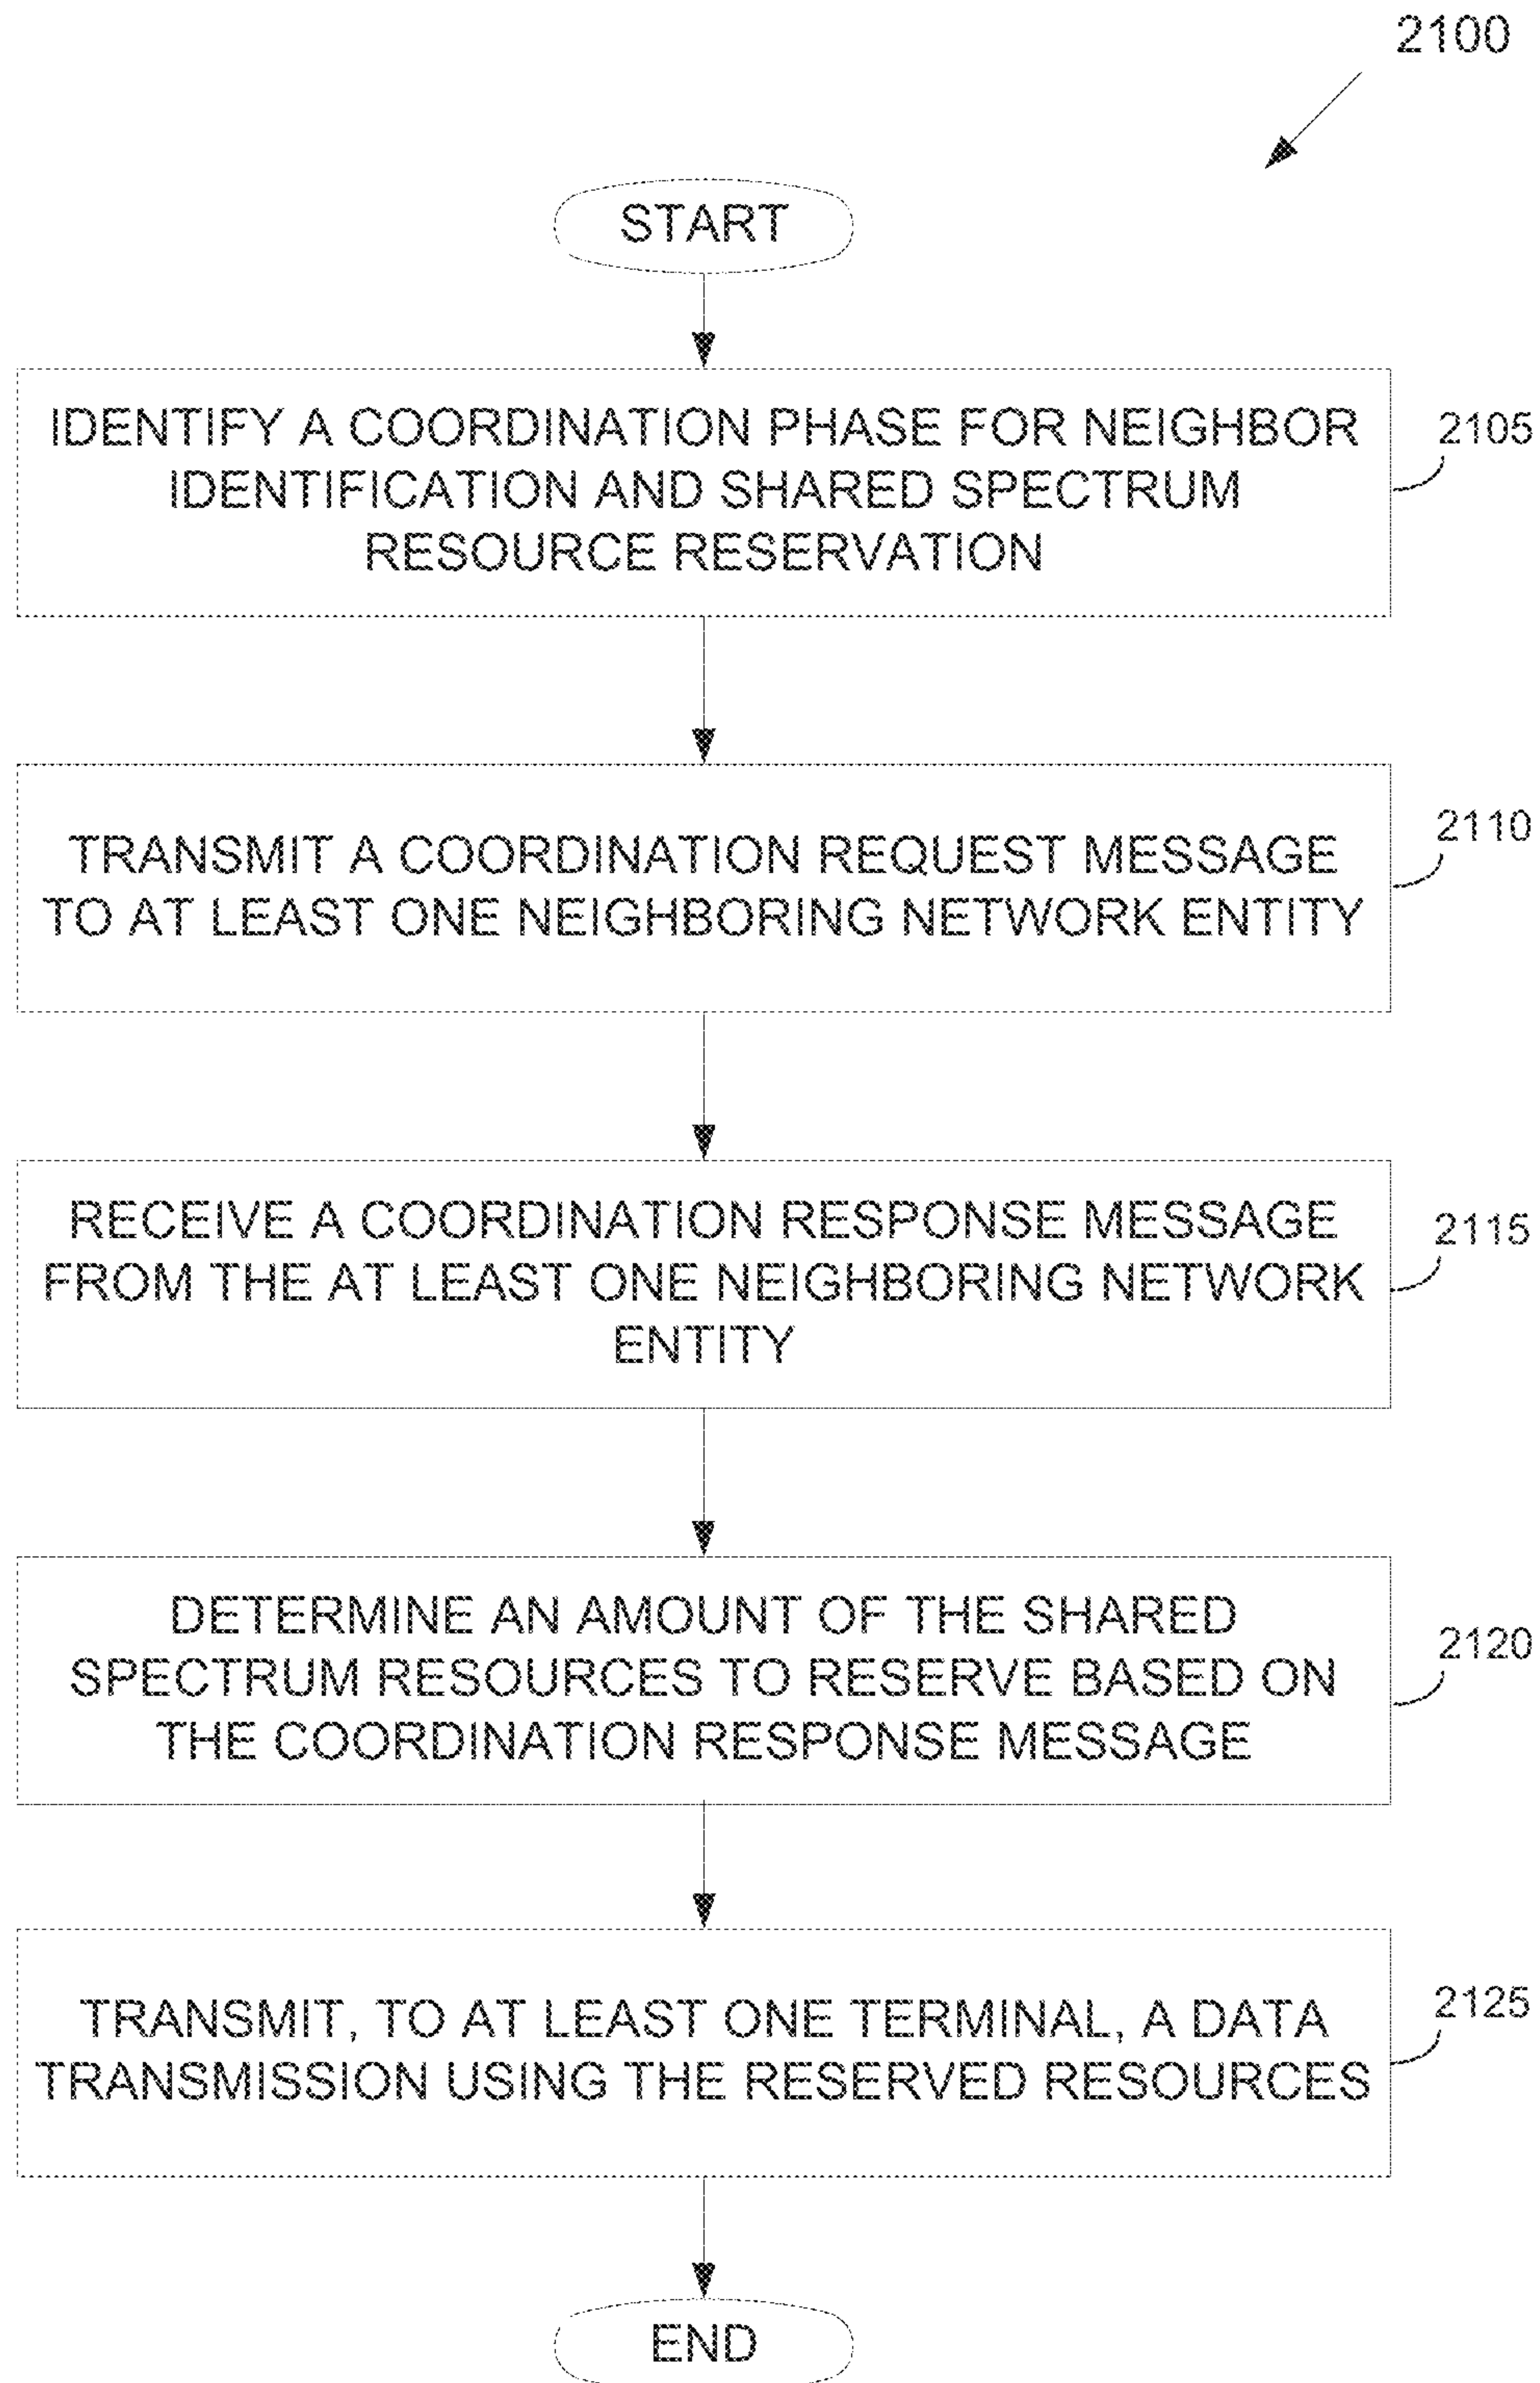 2100
START
IDENTIFY A COORDINATION PHASE FOR NEIGHBOR
IDENTIFICATION AND SHARED SPECTRUM
RESOURCE RESERVATION
2105
TRANSMIT A COORDINATION REQUEST MESSAGE
TO AT LEAST ONE NEIGHBORING NETWORK ENTITY
2110
RECEIVE A COORDINATION RESPONSE MESSAGE
FROM THE AT LEAST ONE NEIGHBORING NETWORK
ENTITY
2115
DETERMINE AN AMOUNT OF THE SHARED
SPECTRUM RESOURCES TO RESERVE BASED ON
THE COORDINATION RESPONSE MESSAGE
2120
TRANSMIT, TO AT LEAST ONE TERMINAL, A DATA
TRANSMISSION USING THE RESERVED RESOURCES
2125
END